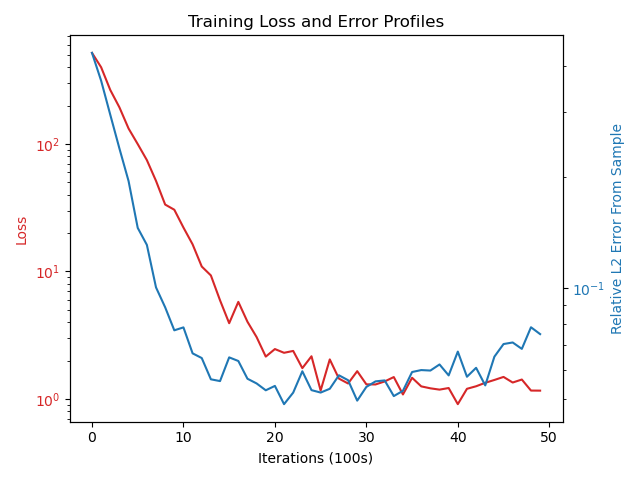 Training Loss and Error Profiles
Loss
10²
10¹
10⁰
0 10 20 30 40 50
Iterations (100s)
10⁻¹
Relative L2 Error From Sample